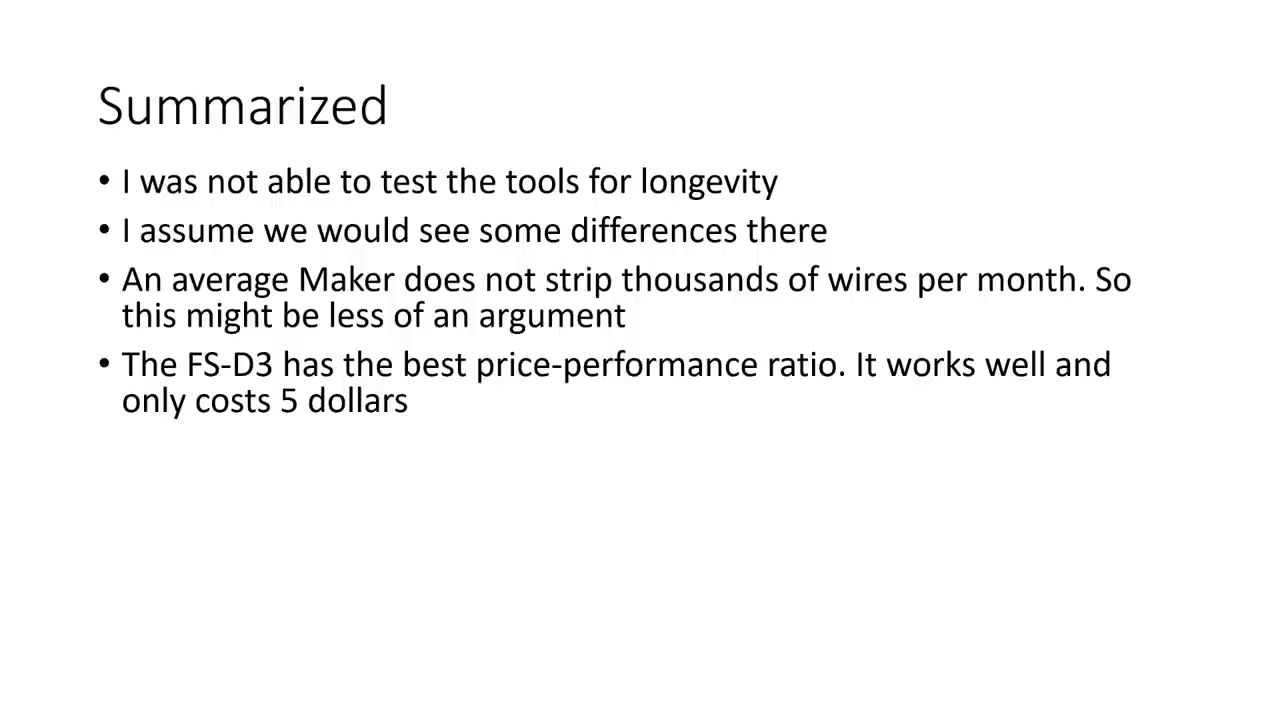 Summarized
• I was not able to test the tools for longevity
• I assume we would see some differences there
• An average Maker does not strip thousands of wires per month. So
this might be less of an argument
• The FS-D3 has the best price-performance ratio. It works well and
only costs 5 dollars